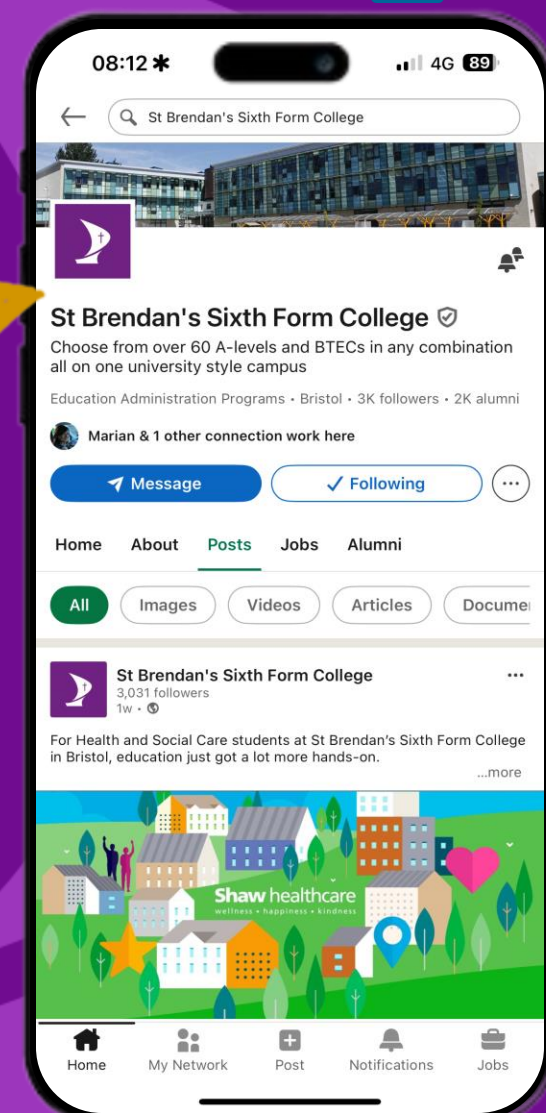 08:12 ✱ 4G 89
St Brendan's Sixth Form College
St Brendan's Sixth Form College
Choose from over 60 A-levels and BTECs in any combination
all on one university style campus
Education Administration Programs • Bristol • 3K followers • 2K alumni
Marian & 1 other connection work here
Message Following
Home About Posts Jobs Alumni
All Images Videos Articles Docume
St Brendan's Sixth Form College
3,031 followers
1w •
For Health and Social Care students at St Brendan’s Sixth Form College
in Bristol, education just got a lot more hands-on.
...more
Shaw healthcare
wellness • happiness • kindness
Home My Network Post Notifications Jobs